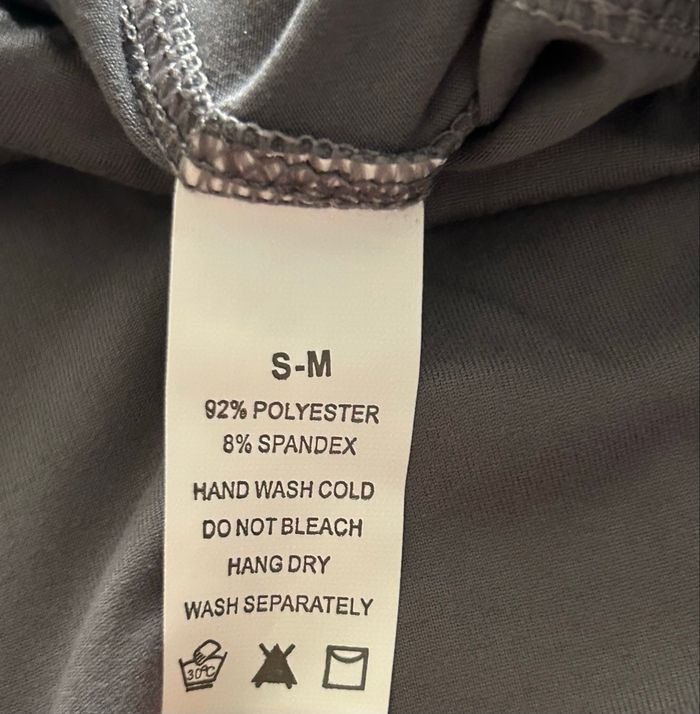 S-M
92% POLYESTER
8% SPANDEX
HAND WASH COLD
DO NOT BLEACH
HANG DRY
WASH SEPARATELY
30°C